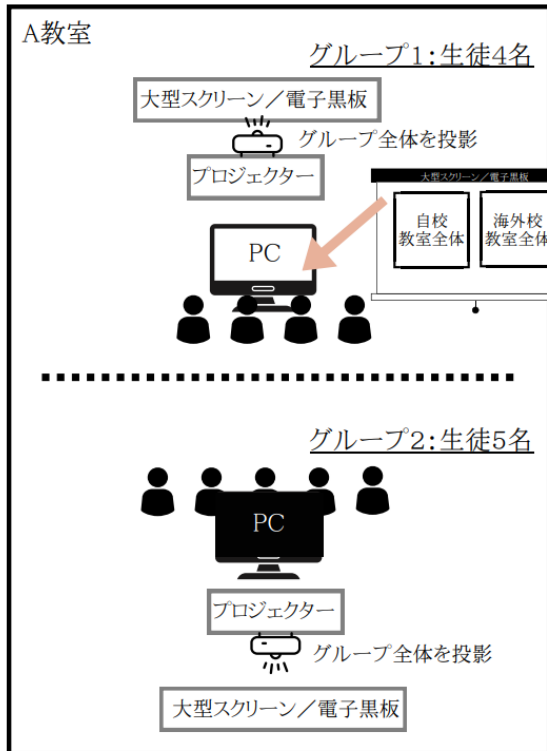 A教室
グループ1：生徒4名
大型スクリーン／電子黒板
グループ全体を投影
プロジェクター
大型スクリーン／電子黒板
自校
教室全体
海外校
教室全体
PC
グループ2：生徒5名
PC
プロジェクター
グループ全体を投影
大型スクリーン／電子黒板